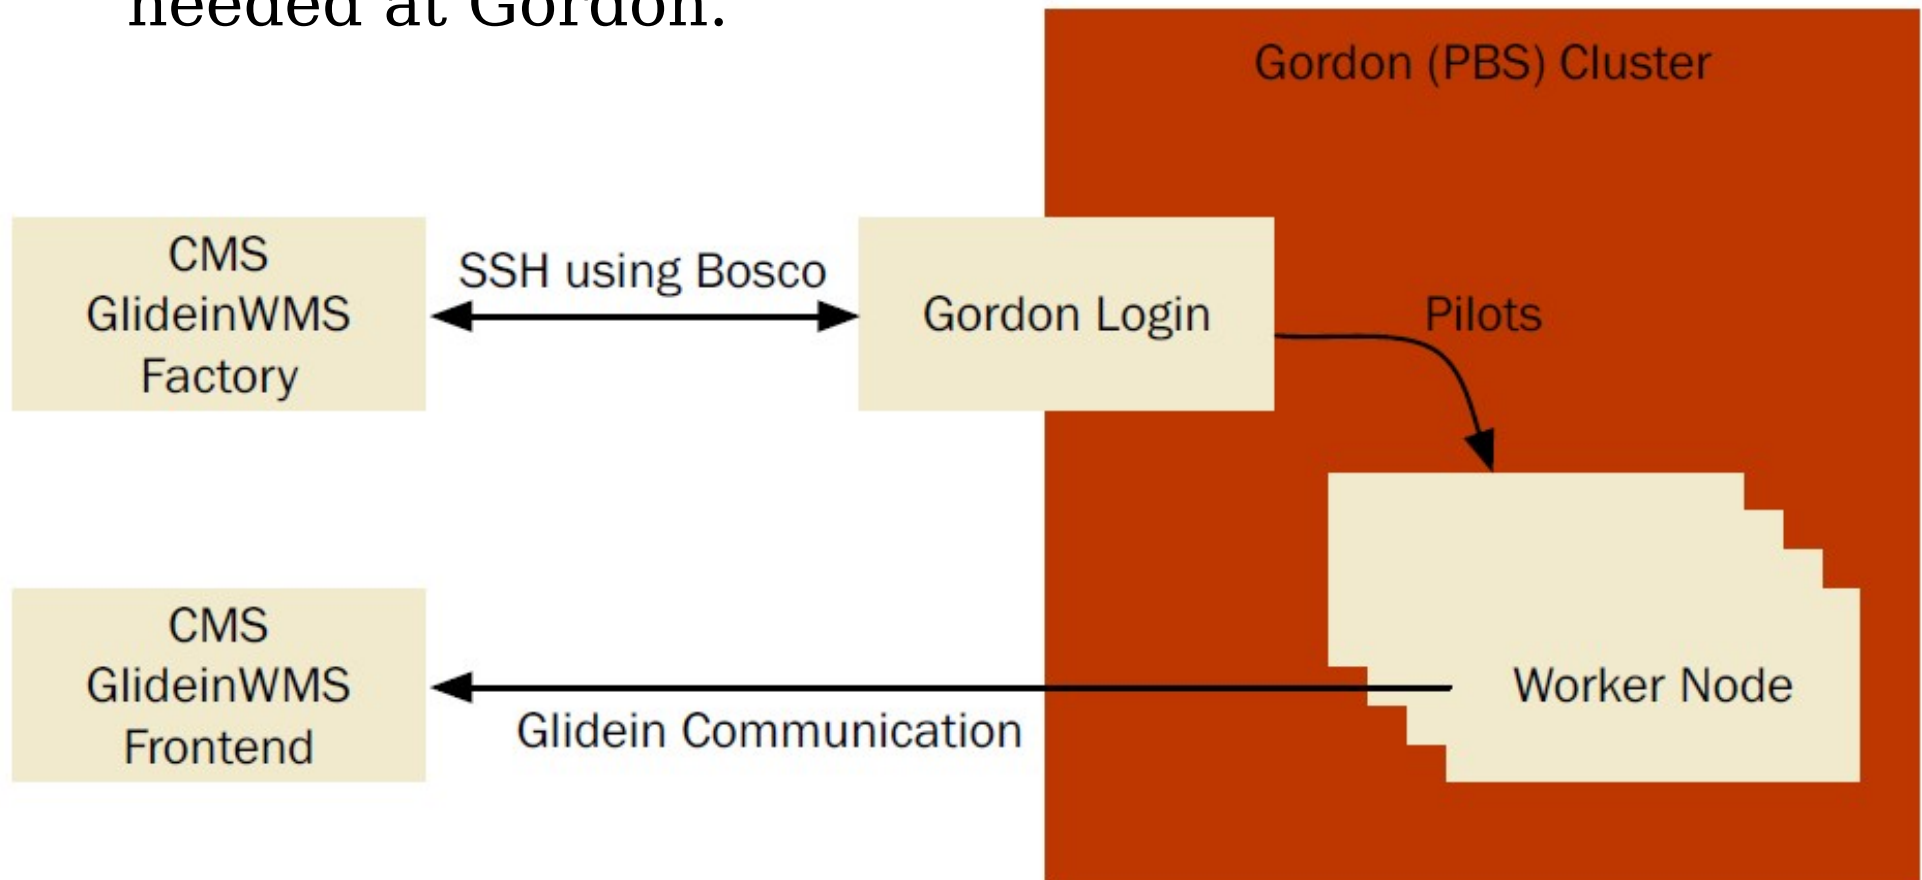 needed at Gordon.
Gordon (PBS) Cluster
CMS
GlideinWMS
Factory
SSH using Bosco
Gordon Login
Pilots
CMS
GlideinWMS
Frontend
Glidein Communication
Worker Node